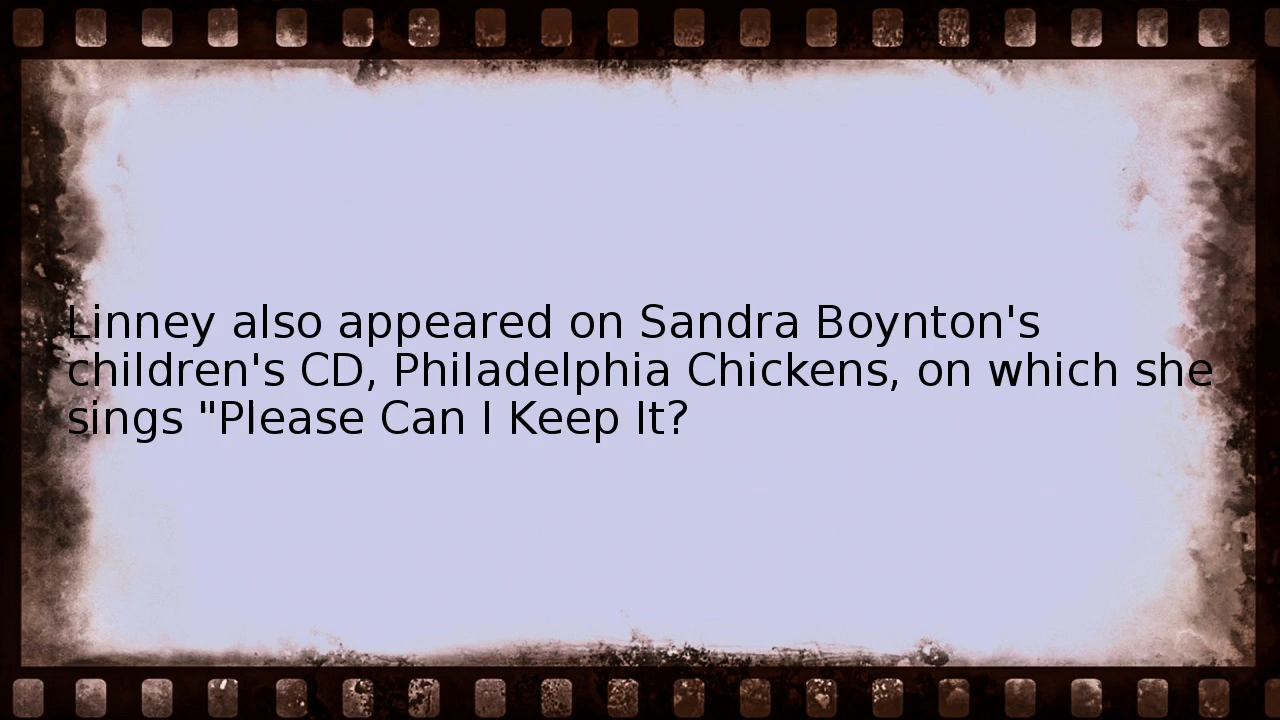 Linney also appeared on Sandra Boynton's
children's CD, Philadelphia Chickens, on which she
sings "Please Can I Keep It?